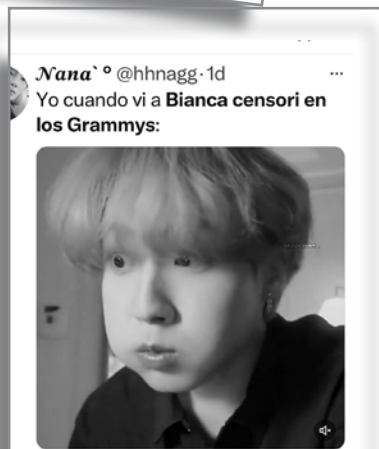 Nana` ° @hhnagg·1d ...
Yo cuando vi a Bianca censori en
los Grammys: